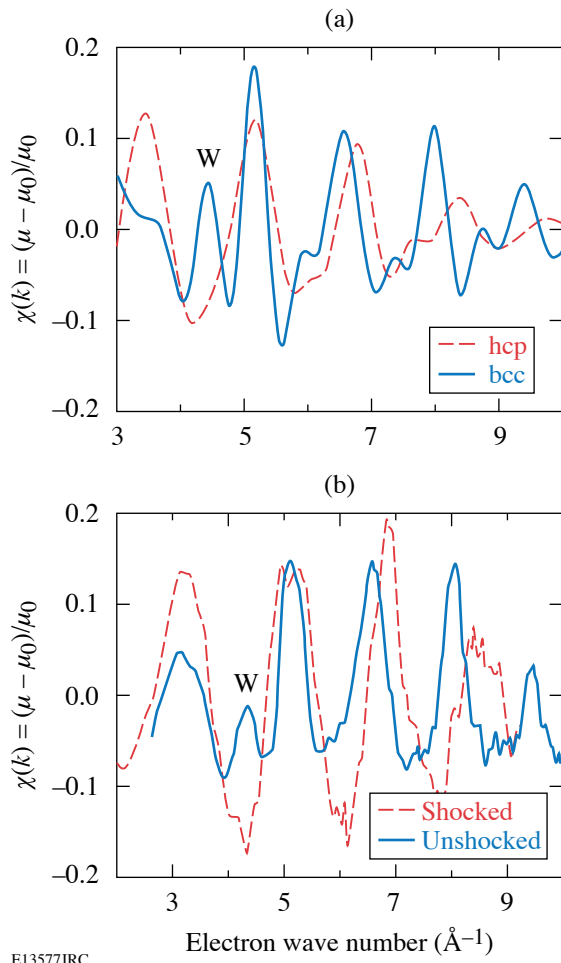 (a)
χ(k) = (μ − μ₀)/μ₀
0.2
0.1
0.0
−0.1
−0.2
W
hcp
bcc
3 5 7 9
(b)
χ(k) = (μ − μ₀)/μ₀
0.2
0.1
0.0
−0.1
−0.2
W
Shocked
Unshocked
3 5 7 9
Electron wave number (Å⁻¹)
E13577JRC